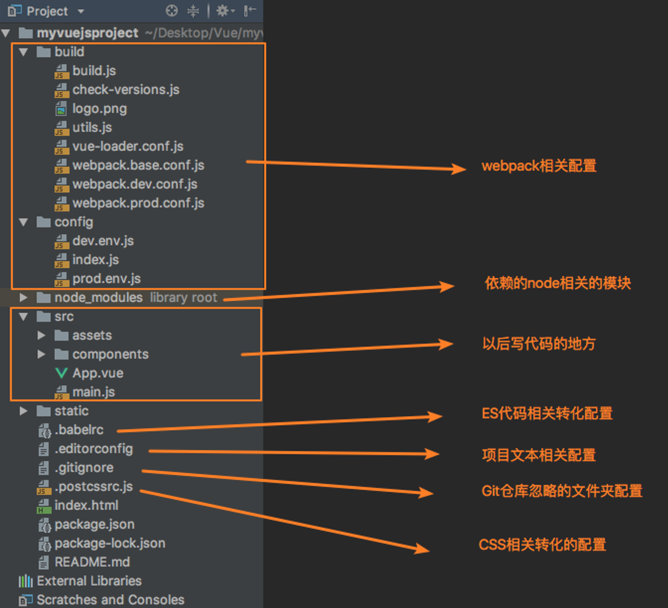 Project
myvuejsproject ~/Desktop/Vue/myv
build
build.js
check-versions.js
logo.png
utils.js
vue-loader.conf.js
webpack.base.conf.js
webpack相关配置
webpack.dev.conf.js
webpack.prod.conf.js
config
dev.env.js
index.js
prod.env.js
依赖的node相关的模块
node_modules library root
src
assets
以后写代码的地方
components
App.vue
main.js
static
ES代码相关转化配置
.babelrc
.editorconfig
项目文本相关配置
.gitignore
.postcssrc.js
Git仓库忽略的文件夹配置
index.html
package.json
package-lock.json
CSS相关转化的配置
README.md
External Libraries
Scratches and Consoles